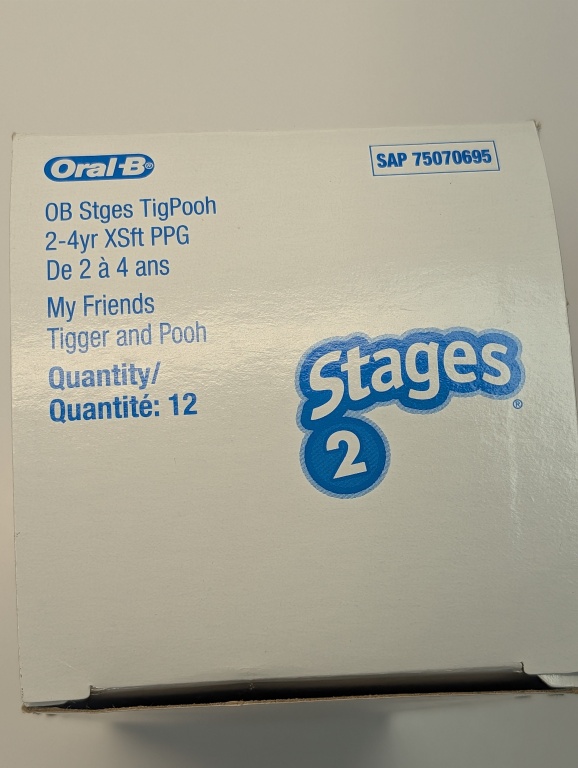 Oral-B®
SAP 75070695
OB Stges TigPooh
2-4yr XSft PPG
De 2 à 4 ans
My Friends
Tigger and Pooh
Quantity/
Quantité: 12
Stages®
2